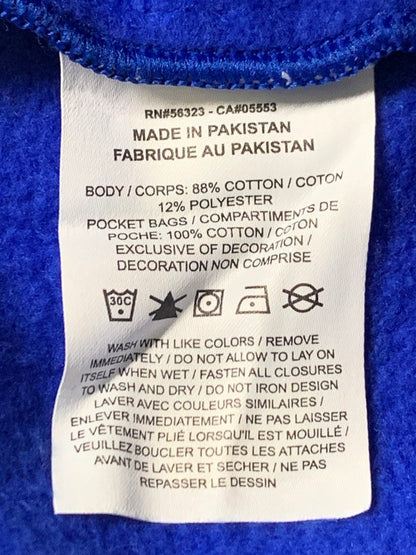 RN#56323 - CA#05553
MADE IN PAKISTAN
FABRIQUE AU PAKISTAN
BODY / CORPS: 88% COTTON / COTON
12% POLYESTER
POCKET BAGS / COMPARTIMENTS DE
POCHE: 100% COTTON / COTON
EXCLUSIVE OF DECORATION /
DECORATION NON COMPRISE
30C
WASH WITH LIKE COLORS / REMOVE
IMMEDIATELY / DO NOT ALLOW TO LAY ON
ITSELF WHEN WET / FASTEN ALL CLOSURES
TO WASH AND DRY / DO NOT IRON DESIGN
LAVER AVEC COULEURS SIMILAIRES /
ENLEVER IMMEDIATEMENT / NE PAS LAISSER
LE VÊTEMENT PLIÉ LORSQU'IL EST MOUILLÉ /
VEUILLEZ BOUCLER TOUTES LES ATTACHES
AVANT DE LAVER ET SECHER / NE PAS
REPASSER LE DESSIN